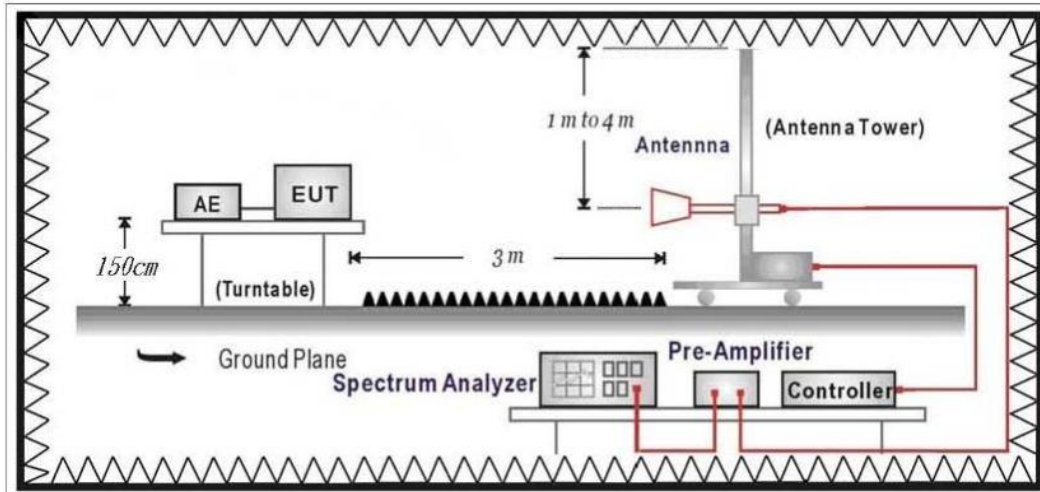 1 m to 4 m
Antennna
(Antenna Tower)
AE
EUT
150cm
(Turntable)
3 m
Ground Plane
Pre-Amplifier
Spectrum Analyzer
Controller